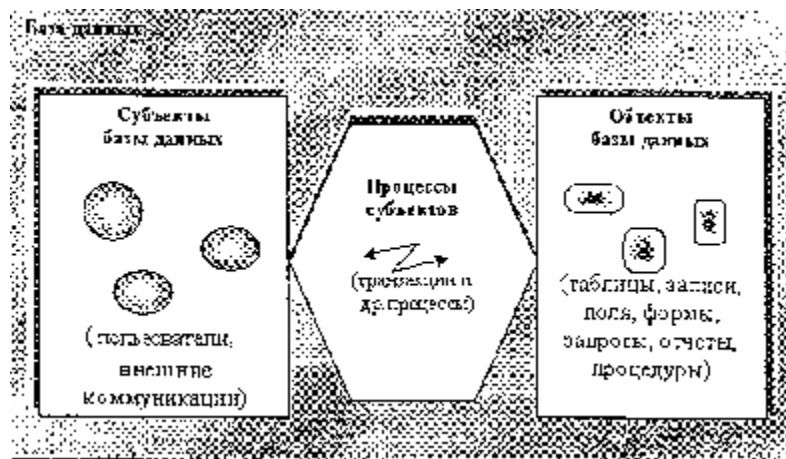 База данных
Субъекты
базы данных
(пользователи,
внешние
коммуникации)
Процессы
субъектов
(транзакции и
др. процессы)
Объекты
базы данных
(таблицы, записи,
поля, формы,
запросы, отчеты,
процедуры)